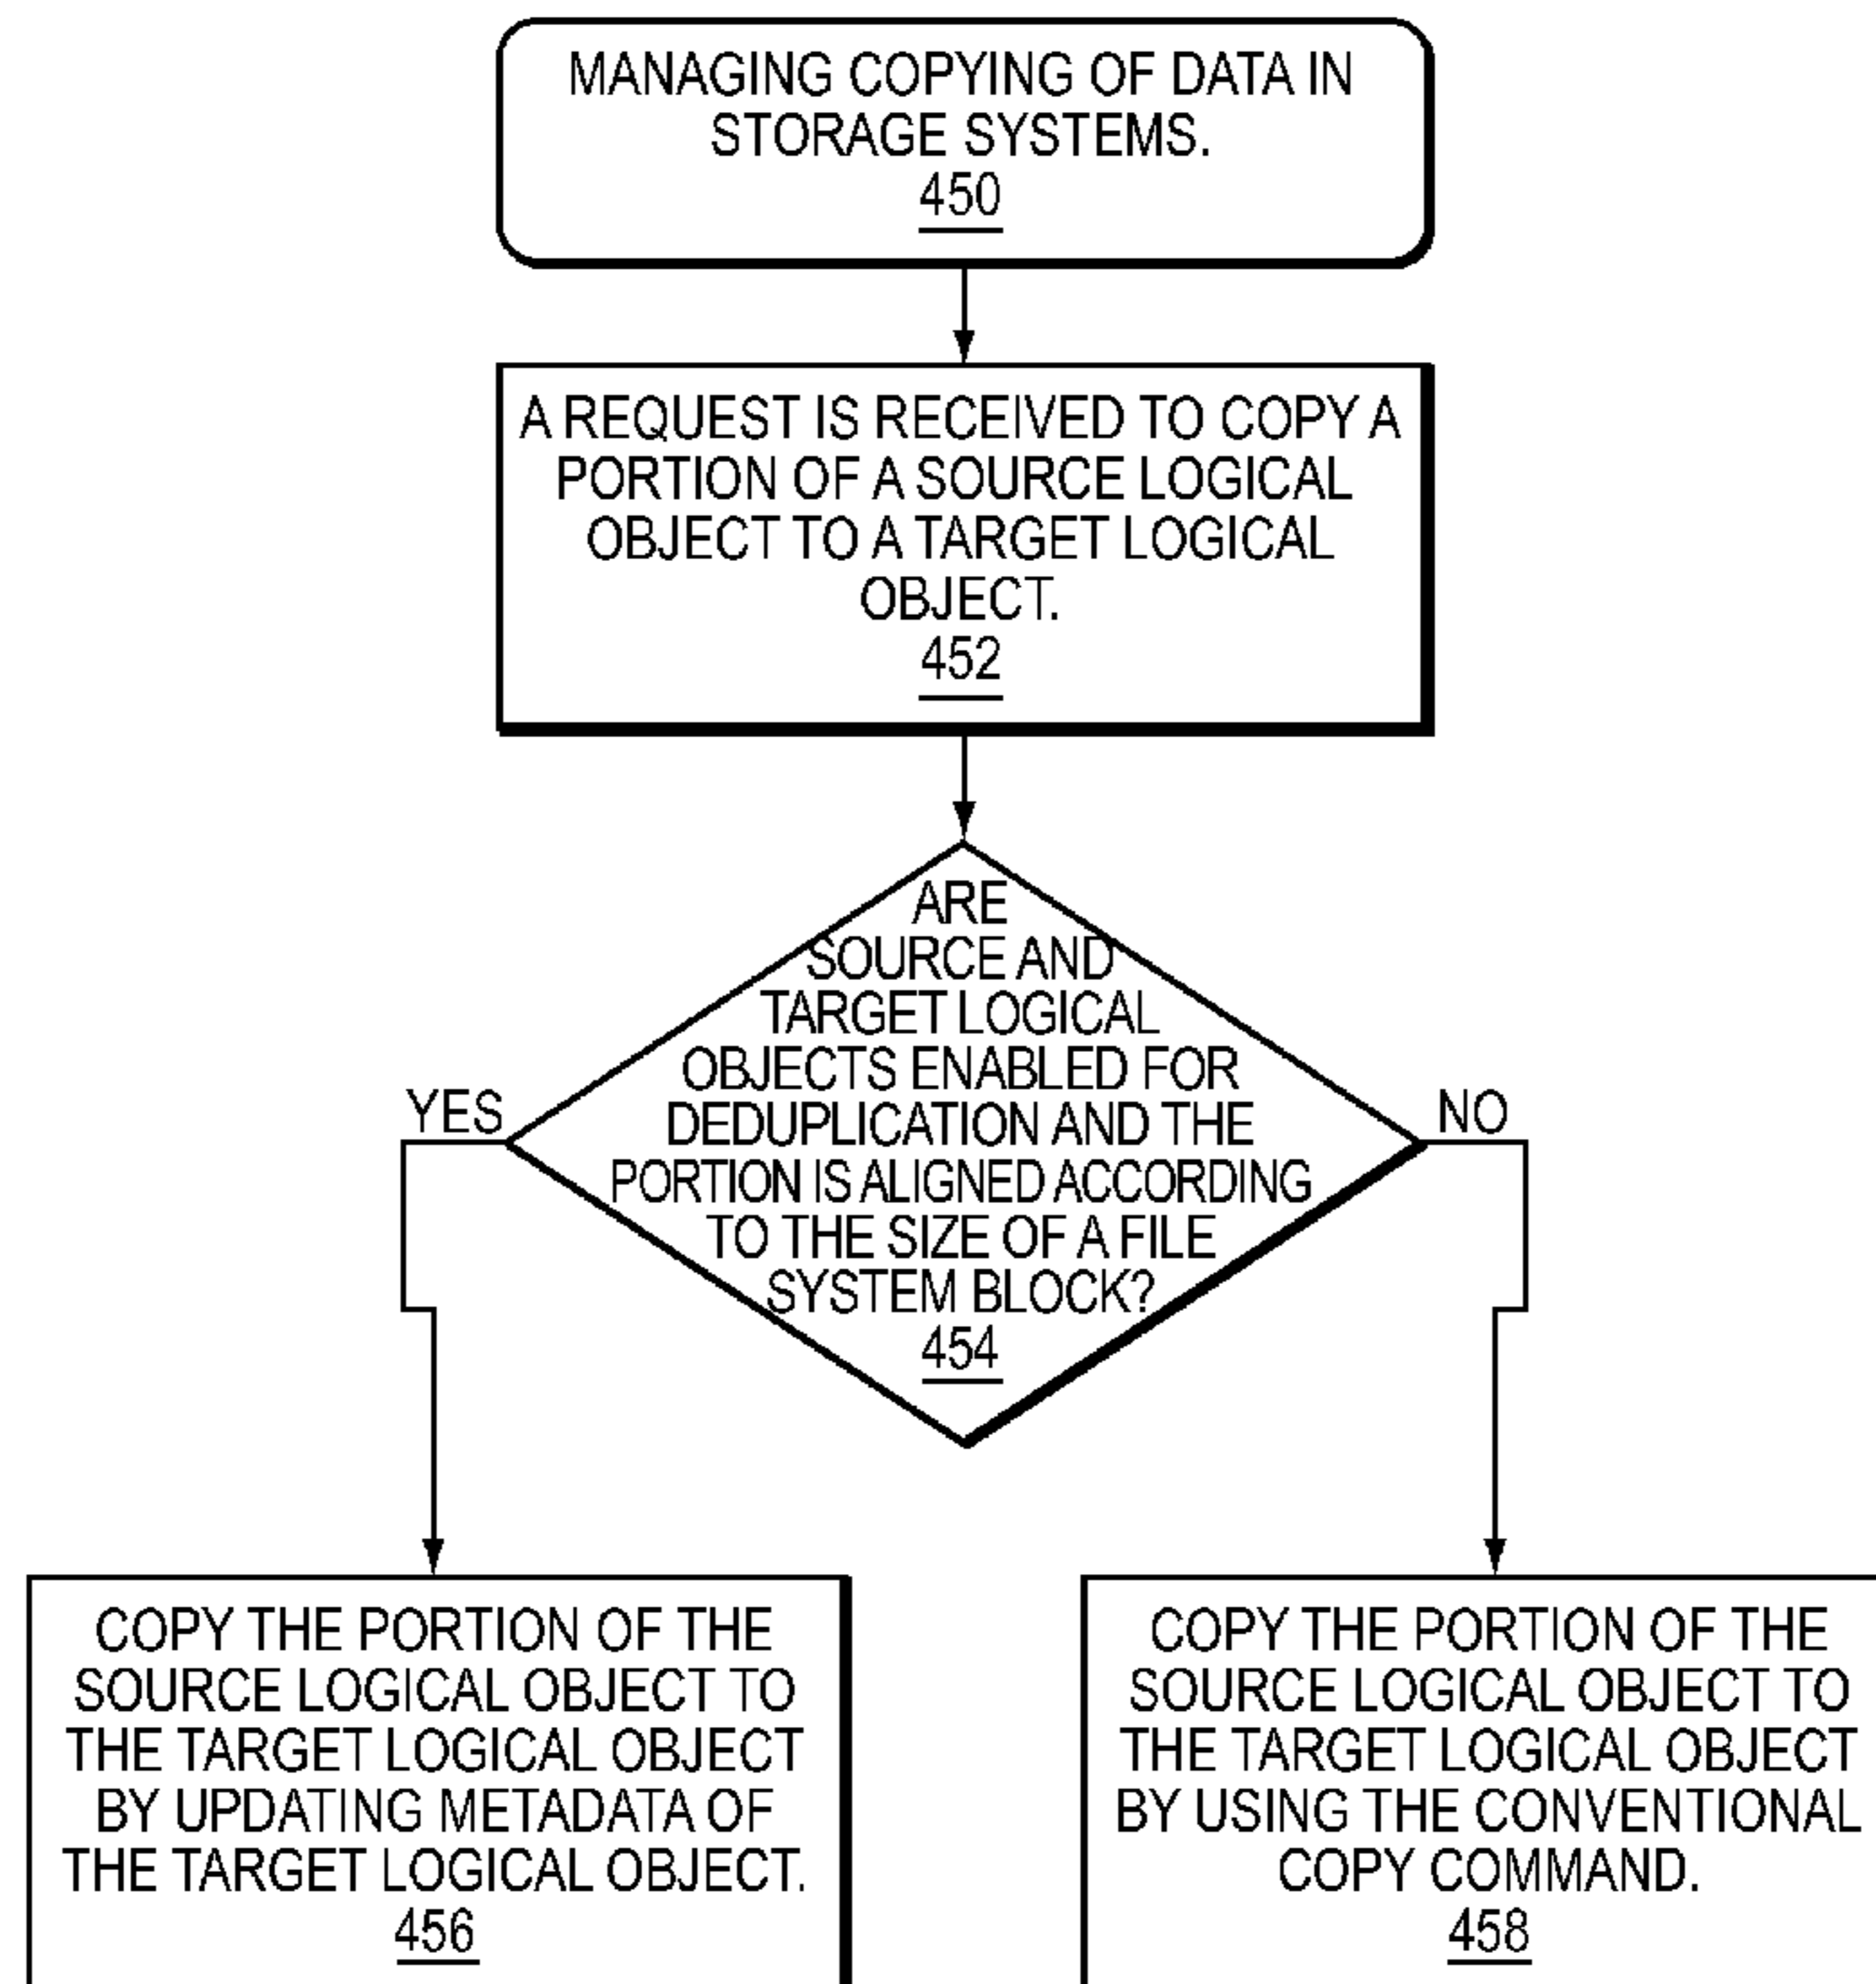 MANAGING COPYING OF DATA IN
STORAGE SYSTEMS.
450
A REQUEST IS RECEIVED TO COPY A
PORTION OF A SOURCE LOGICAL
OBJECT TO A TARGET LOGICAL
OBJECT.
452
ARE
SOURCE AND
TARGET LOGICAL
OBJECTS ENABLED FOR
DEDUPLICATION AND THE
PORTION IS ALIGNED ACCORDING
TO THE SIZE OF A FILE
SYSTEM BLOCK?
454
YES
NO
COPY THE PORTION OF THE
SOURCE LOGICAL OBJECT TO
THE TARGET LOGICAL OBJECT
BY UPDATING METADATA OF
THE TARGET LOGICAL OBJECT.
456
COPY THE PORTION OF THE
SOURCE LOGICAL OBJECT TO
THE TARGET LOGICAL OBJECT
BY USING THE CONVENTIONAL
COPY COMMAND.
458